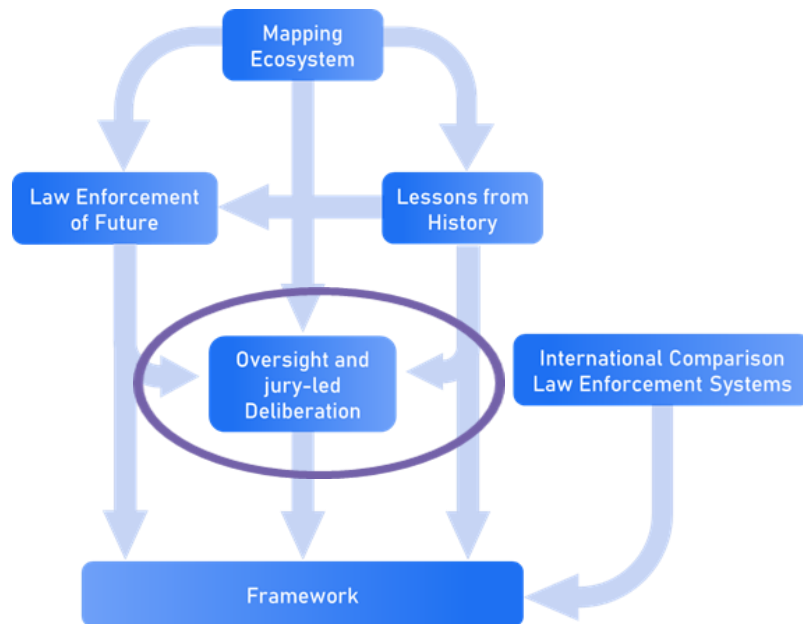 Mapping
Ecosystem
Law Enforcement
of Future
Lessons from
History
Oversight and
jury-led
Deliberation
International Comparison
Law Enforcement Systems
Framework